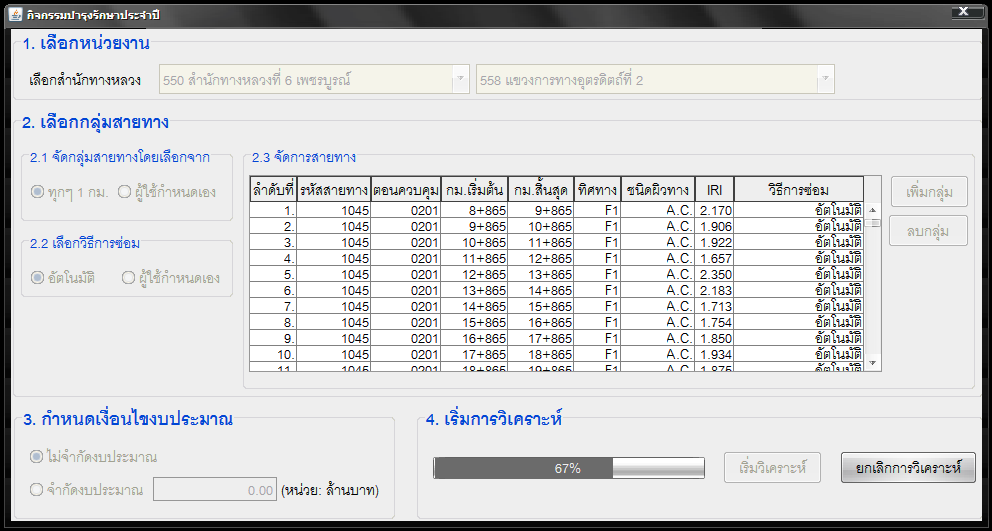 กิจกรรมบำรุงรักษาประจำปี
1. เลือกหน่วยงาน
เลือกสำนักทางหลวง 550 สำนักทางหลวงที่ 6 เพชรบูรณ์ 558 แขวงการทางอุตรดิตถ์ที่ 2
2. เลือกกลุ่มสายทาง
2.1 จัดกลุ่มสายทางโดยเลือกจาก
ทุกๆ 1 กม. ผู้ใช้กำหนดเอง
2.2 เลือกวิธีการซ่อม
อัตโนมัติ ผู้ใช้กำหนดเอง
2.3 จัดการสายทาง
ลำดับที่ รหัสสายทาง ตอนควบคุม กม.เริ่มต้น กม.สิ้นสุด ทิศทาง ชนิดผิวทาง IRI วิธีการซ่อม
1. 1045 0201 8+865 9+865 F1 A.C. 2.170 อัตโนมัติ
2. 1045 0201 9+865 10+865 F1 A.C. 1.906 อัตโนมัติ
3. 1045 0201 10+865 11+865 F1 A.C. 1.922 อัตโนมัติ
4. 1045 0201 11+865 12+865 F1 A.C. 1.657 อัตโนมัติ
5. 1045 0201 12+865 13+865 F1 A.C. 2.350 อัตโนมัติ
6. 1045 0201 13+865 14+865 F1 A.C. 2.183 อัตโนมัติ
7. 1045 0201 14+865 15+865 F1 A.C. 1.713 อัตโนมัติ
8. 1045 0201 15+865 16+865 F1 A.C. 1.754 อัตโนมัติ
9. 1045 0201 16+865 17+865 F1 A.C. 1.850 อัตโนมัติ
10. 1045 0201 17+865 18+865 F1 A.C. 1.934 อัตโนมัติ
11. 1045 0201 18+865 19+865 F1 A.C. 1.875 อัตโนมัติ
เพิ่มกลุ่ม
ลบกลุ่ม
3. กำหนดเงื่อนไขงบประมาณ
ไม่จำกัดงบประมาณ
จำกัดงบประมาณ 0.00 (หน่วย: ล้านบาท)
4. เริ่มการวิเคราะห์
67% เริ่มวิเคราะห์ ยกเลิกการวิเคราะห์